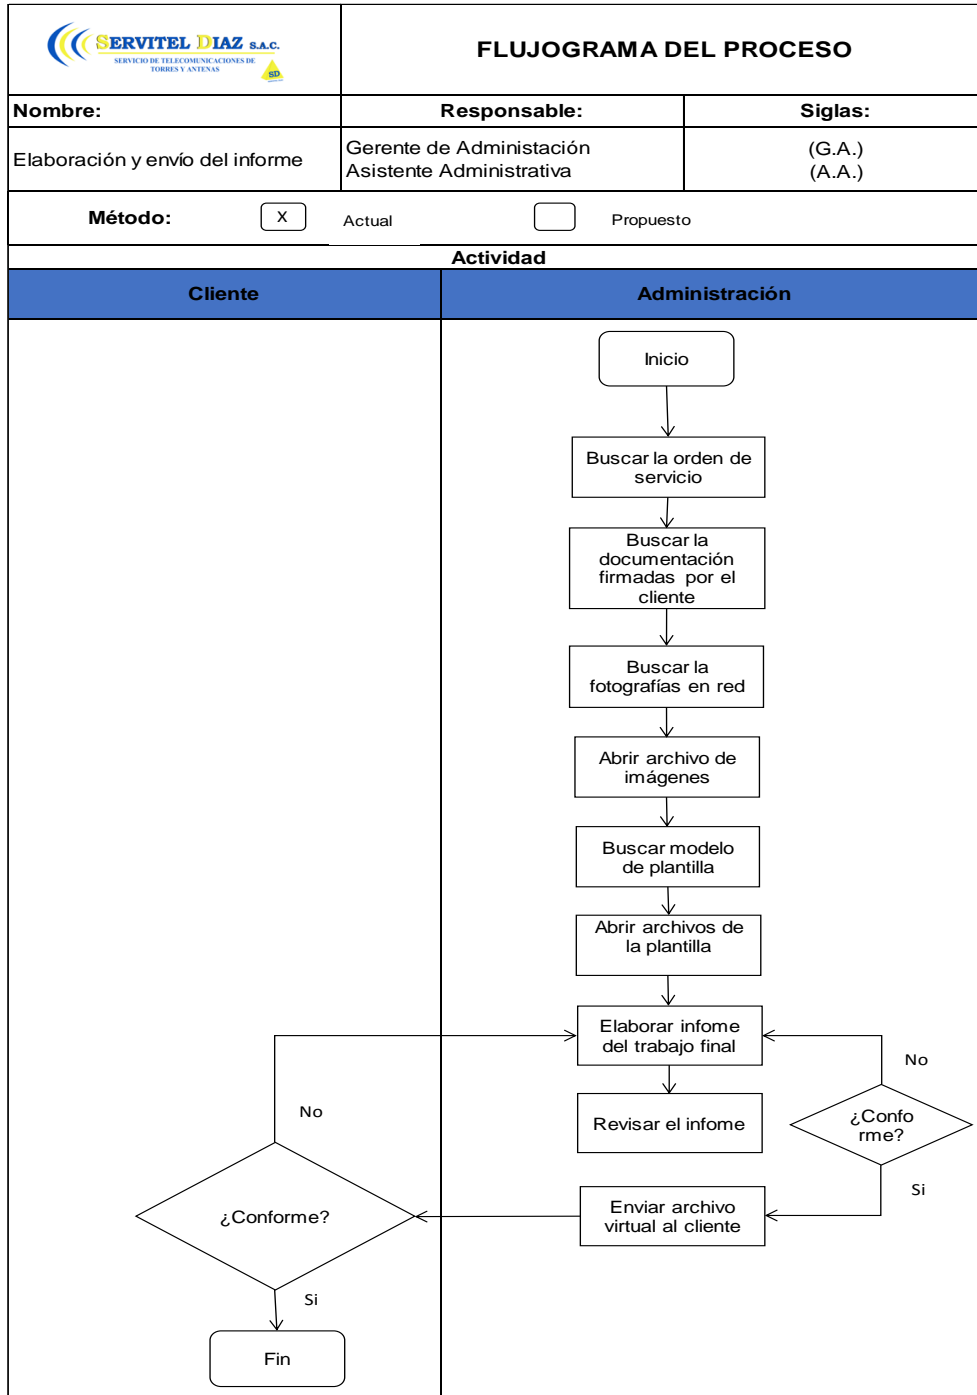 SERVITEL DIAZ S.A.C.
SERVICIO DE TELECOMUNICACIONES DE
TORRES Y ANTENAS
SD
FLUJOGRAMA DEL PROCESO
Nombre:
Responsable:
Siglas:
Elaboración y envío del informe
Gerente de Administación
Asistente Administrativa
(G.A.)
(A.A.)
Método:
X
Actual
Propuesto
Actividad
Cliente
Administración
Inicio
Buscar la orden de
servicio
Buscar la
documentación
firmadas por el
cliente
Buscar la
fotografías en red
Abrir archivo de
imágenes
Buscar modelo
de plantilla
Abrir archivos de
la plantilla
Elaborar infome
del trabajo final
No
No
Revisar el infome
¿Confo
rme?
Si
Enviar archivo
virtual al cliente
¿Conforme?
Si
Fin